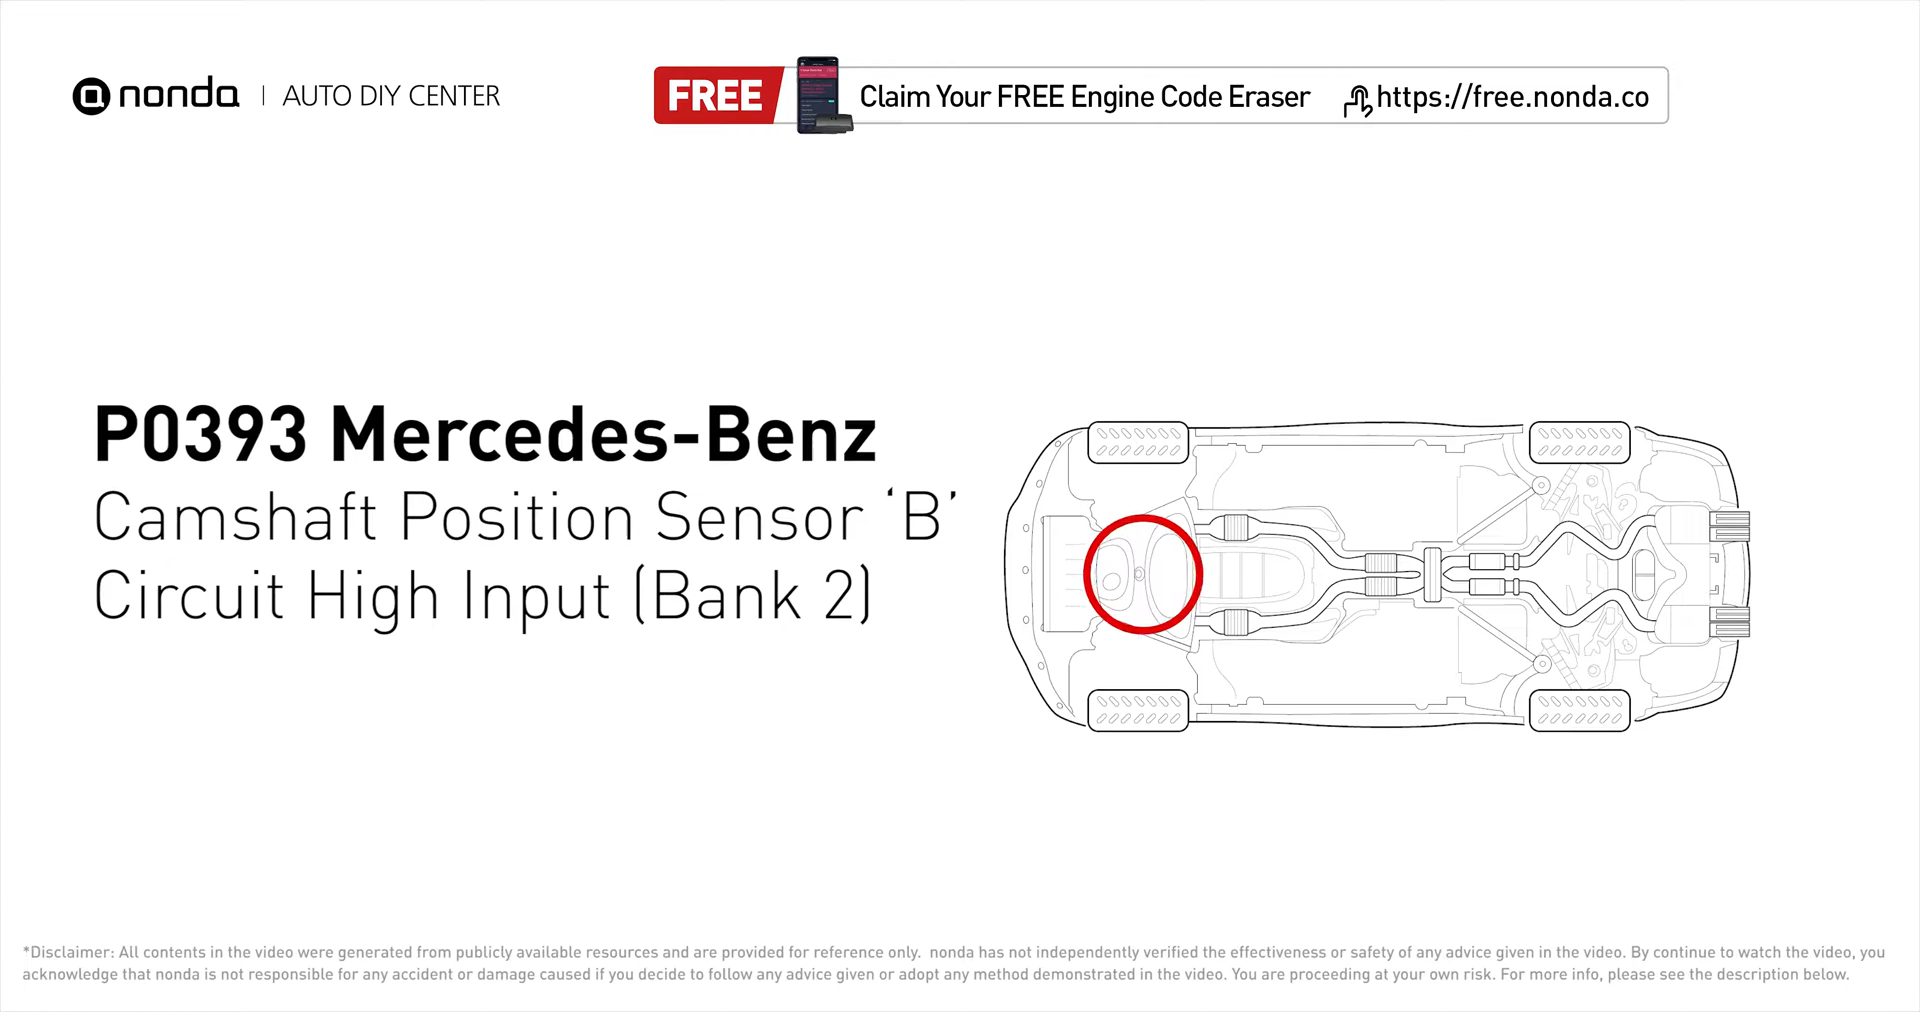 nonda | AUTO DIY CENTER
FREE Claim Your FREE Engine Code Eraser https://free.nonda.co
P0393 Mercedes-Benz
Camshaft Position Sensor ‘B’
Circuit High Input (Bank 2)
*Disclaimer: All contents in the video were generated from publicly available resources and are provided for reference only. nonda has not independently verified the effectiveness or safety of any advice given in the video. By continue to watch the video, you
acknowledge that nonda is not responsible for any accident or damage caused if you decide to follow any advice given or adopt any method demonstrated in the video. You are proceeding at your own risk. For more info, please see the description below.